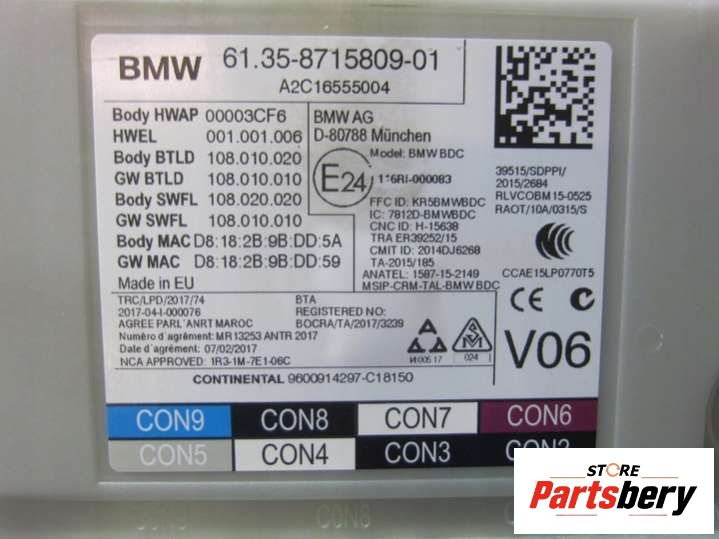 BMW 61.35-8715809-01
A2C16555004
Body HWAP 00003CF6
HWEL 001.001.006
Body BTLD 108.010.020
GW BTLD 108.010.010
Body SWFL 108.020.020
GW SWFL 108.010.010
Body MAC D8:18:2B:9B:DD:5A
GW MAC D8:18:2B:9B:DD:59
Made in EU
BMW AG
D-80788 München
Model: BMW BDC
E24 116RI-000083
FFC ID: KR5BMWBDC
IC: 7812D-BMWBDC
CNC ID: H-15638
TRA ER39252/15
CMIT ID: 2014DJ6268
TA-2015/185
ANATEL: 1587-15-2149
MSIP-CRM-TAL-BMW BDC
39515/SDPPI/
2015/2684
RLVCOBM15-0525
RAOT/10A/0315/S
CCAE15LP0770T5
TRC/LPD/2017/74
2017-04-I-000076
AGREE PARL´ANRT MAROC
Numéro d´agrément: MR13253 ANTR 2017
Date d´agrément: 07/02/2017
NCA APPROVED: 1R3-1M-7E1-06C
BTA
REGISTERED NO:
BOCRA/TA/2017/3239
024
CE
N
V06
CONTINENTAL 9600914297-C18150
CON9 CON8 CON7 CON6
CON5 CON4 CON3
CON8
STORE
Partsbery